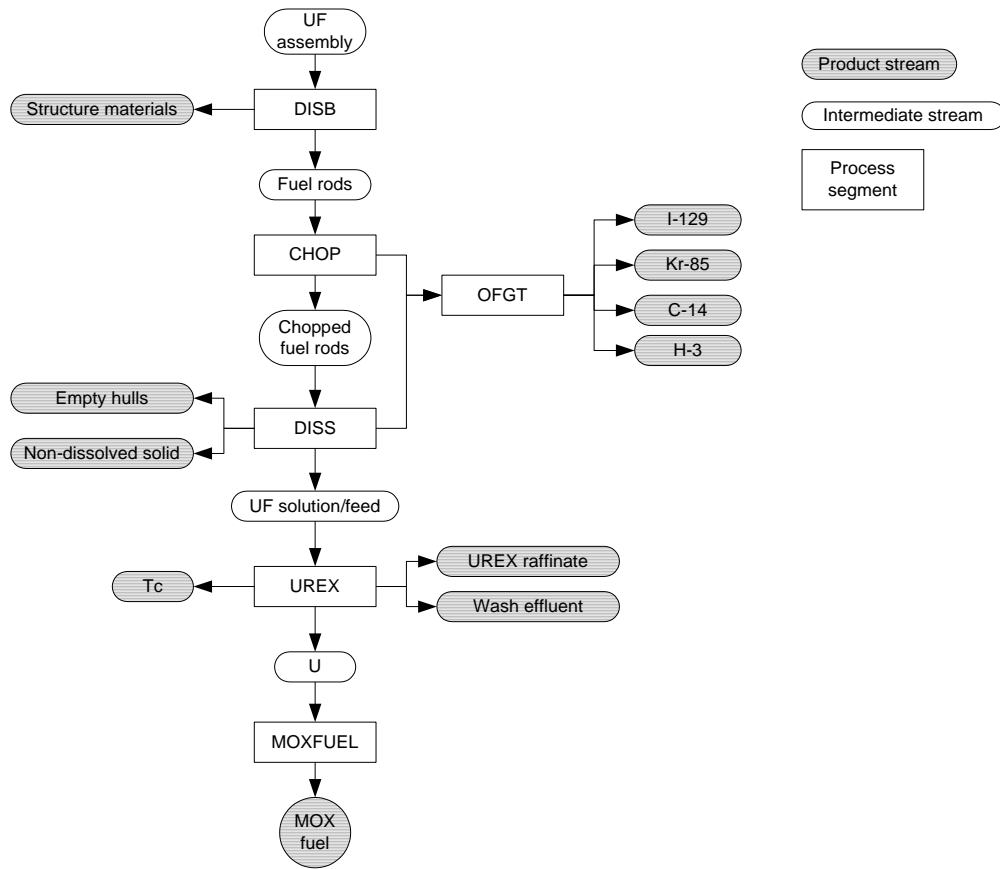 UF
assembly
Product stream
Structure materials
DISB
Intermediate stream
Fuel rods
Process
segment
I-129
CHOP
Kr-85
OFGT
C-14
Chopped
fuel rods
H-3
Empty hulls
DISS
Non-dissolved solid
UF solution/feed
UREX raffinate
Tc
UREX
Wash effluent
U
MOXFUEL
MOX
fuel